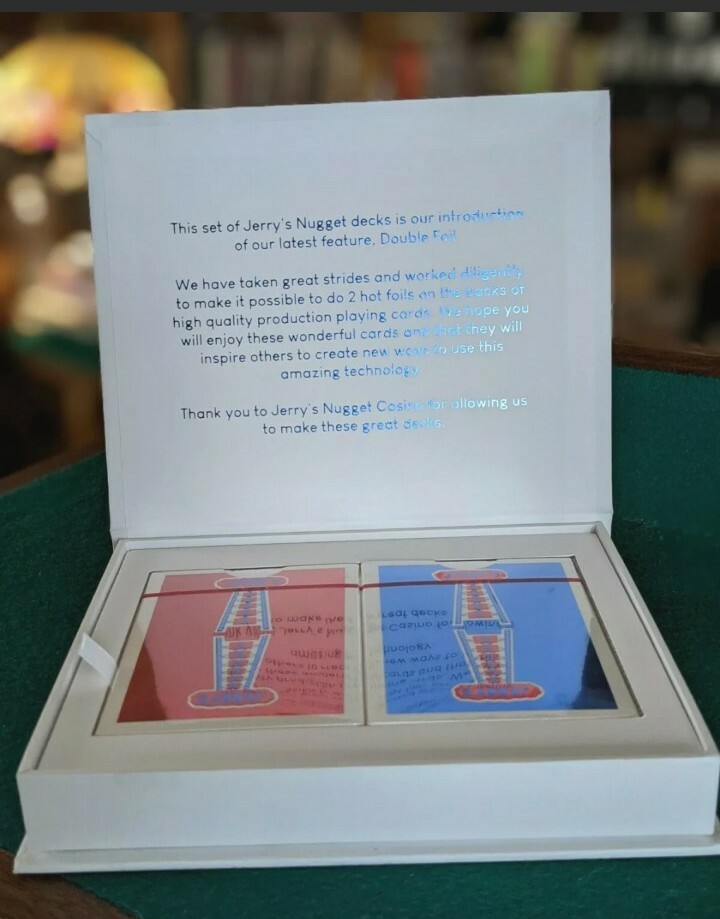 This set of Jerry's Nugget decks is our introduction
of our latest feature, Double Foil
We have taken great strides and worked diligently
to make it possible to do 2 hot foils on the backs of
high quality production playing cards. We hope you
will enjoy these wonderful cards and that they will
inspire others to create new ways to use this
amazing technology.
Thank you to Jerry's Nugget Casino for allowing us
to make these great decks.